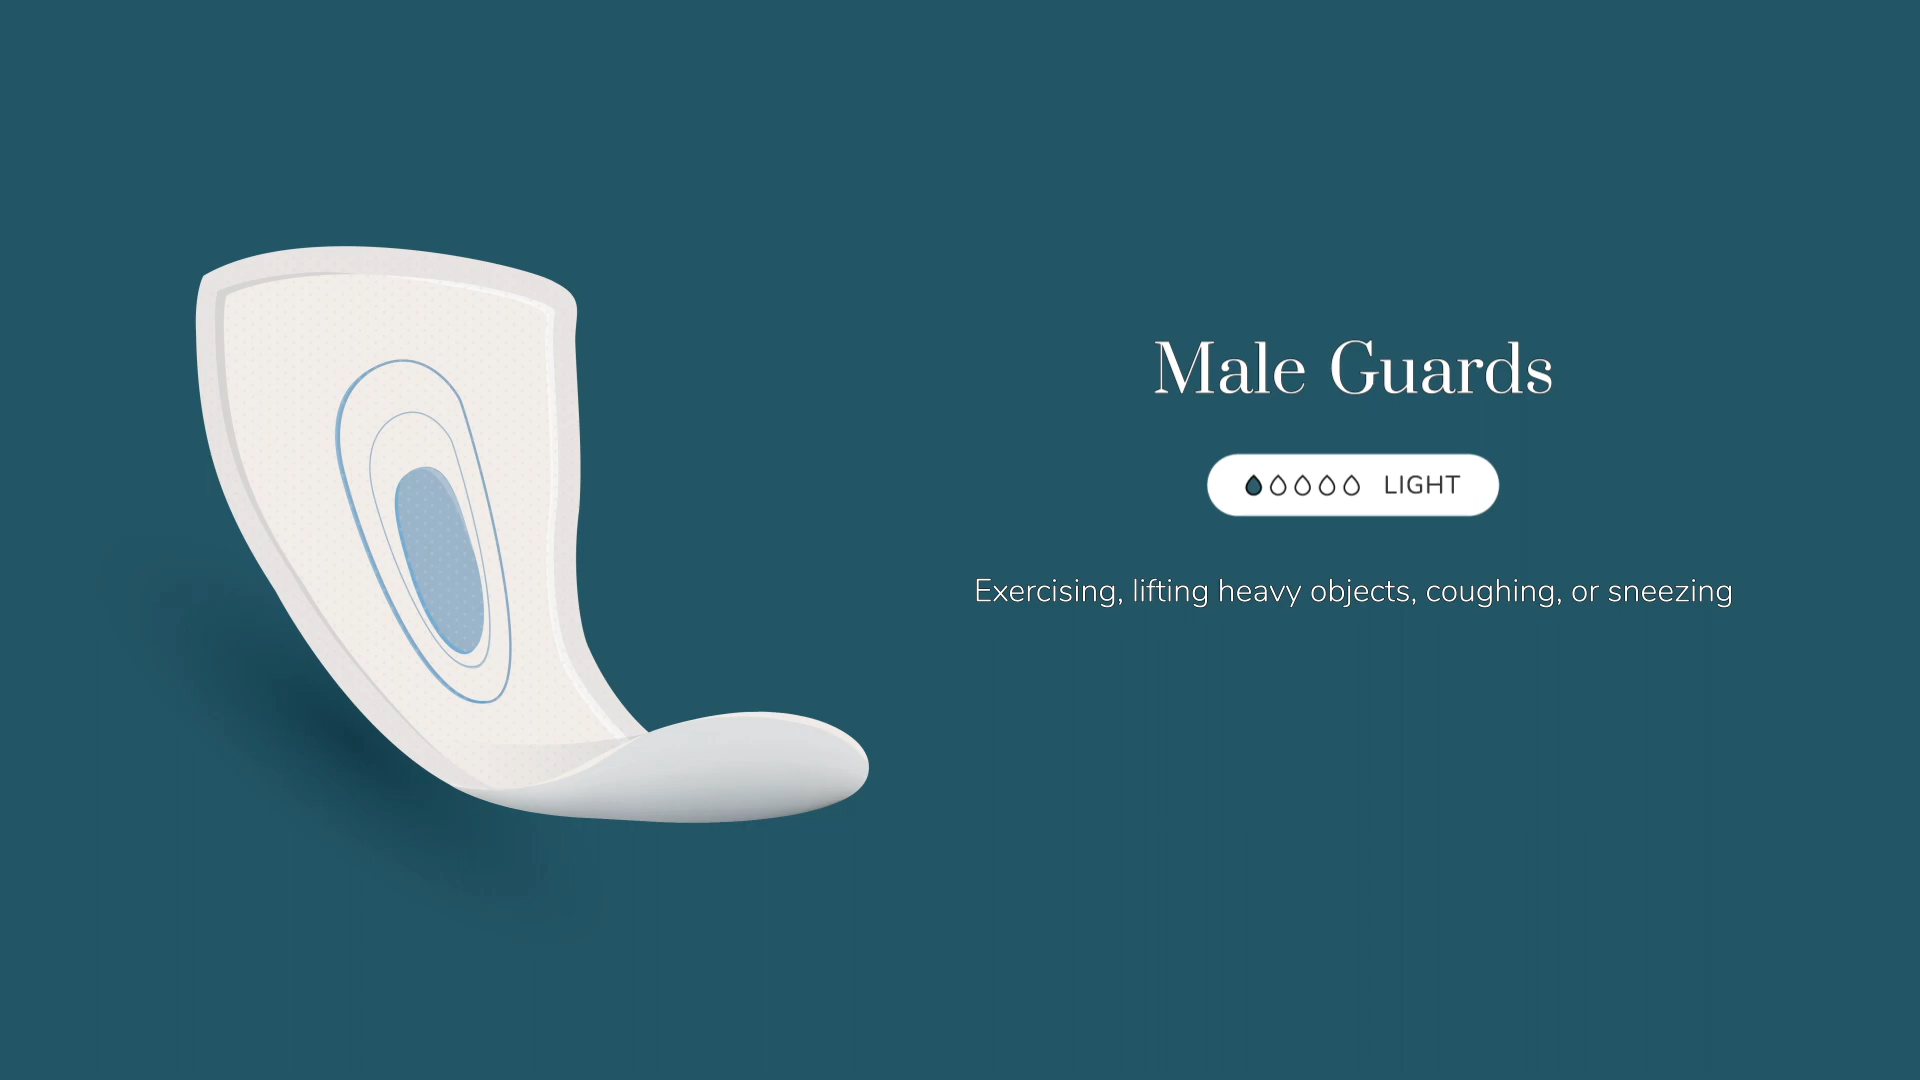 Male Guards
LIGHT
Exercising, lifting heavy objects, coughing, or sneezing